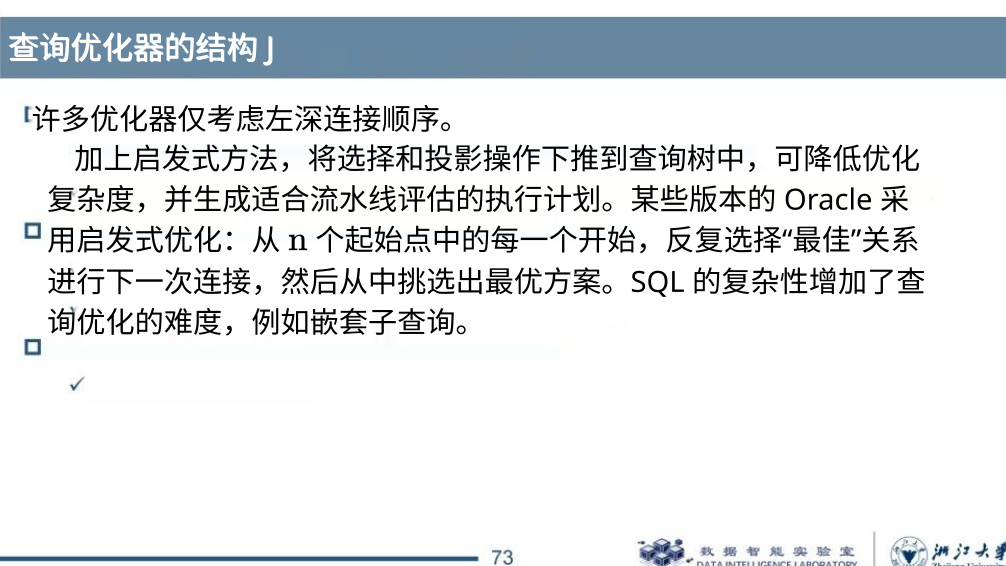 查询优化器的结构 J
许多优化器仅考虑左深连接顺序。
加上启发式方法，将选择和投影操作下推到查询树中，可降低优化
复杂度，并生成适合流水线评估的执行计划。某些版本的 Oracle 采
用启发式优化：从 n 个起始点中的每一个开始，反复选择“最佳”关系
进行下一次连接，然后从中挑选出最优方案。SQL 的复杂性增加了查
询优化的难度，例如嵌套子查询。
73
数据智能实验室
DATA INTELLIGENCE LABORATORY
浙江大学